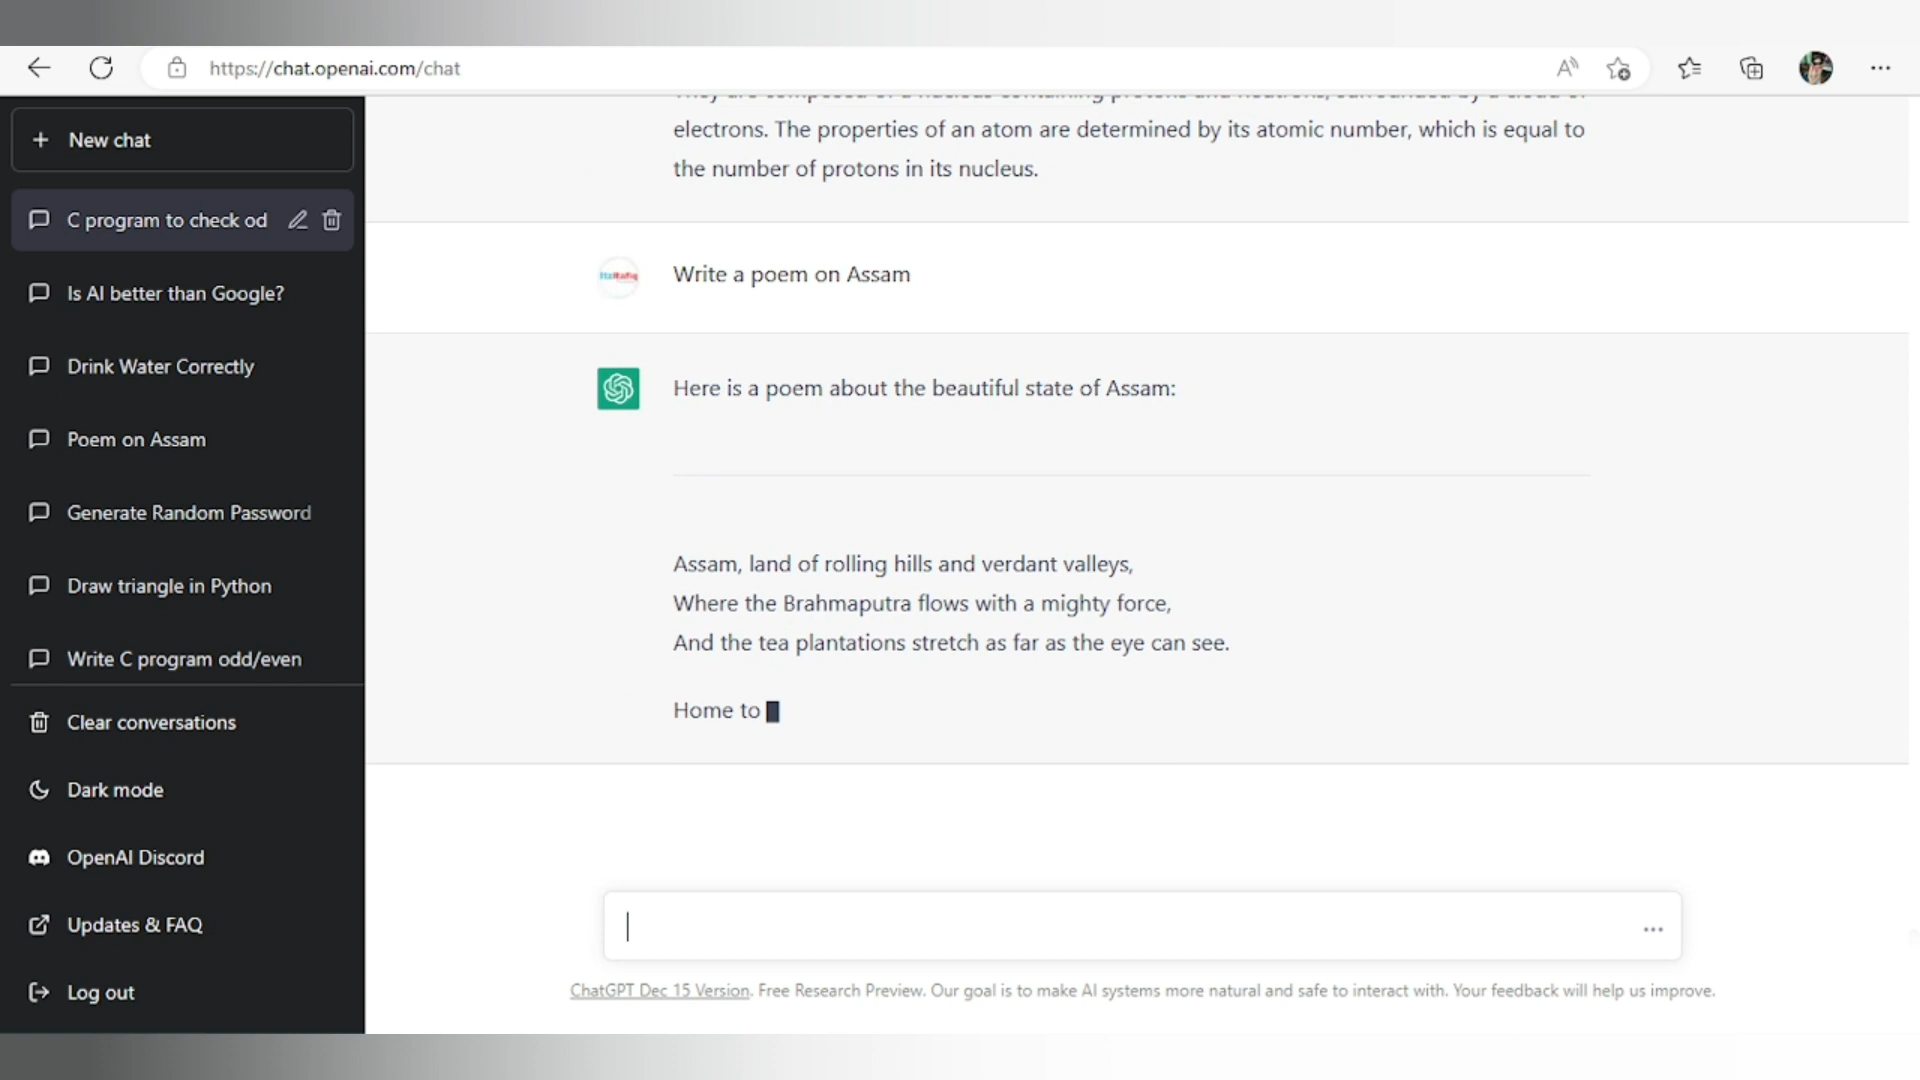 https://chat.openai.com/chat
New chat
C program to check od
Is AI better than Google?
Drink Water Correctly
Poem on Assam
Generate Random Password
Draw triangle in Python
Write C program odd/even
Clear conversations
Dark mode
OpenAI Discord
Updates & FAQ
Log out
electrons. The properties of an atom are determined by its atomic number, which is equal to
the number of protons in its nucleus.
Write a poem on Assam
Here is a poem about the beautiful state of Assam:
Assam, land of rolling hills and verdant valleys,
Where the Brahmaputra flows with a mighty force,
And the tea plantations stretch as far as the eye can see.
Home to
ChatGPT Dec 15 Version. Free Research Preview. Our goal is to make AI systems more natural and safe to interact with. Your feedback will help us improve.